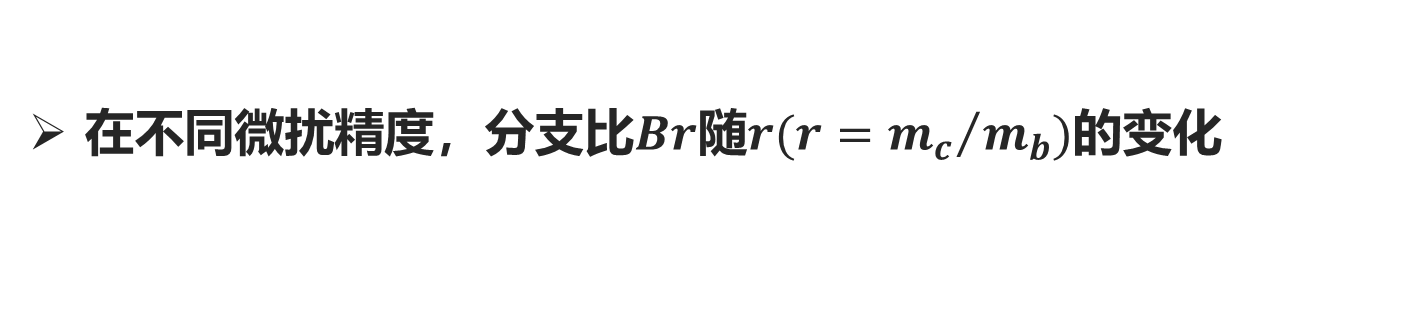 ➢ 在不同微扰精度，分支比Br随r(r = m_c/m_b)的变化